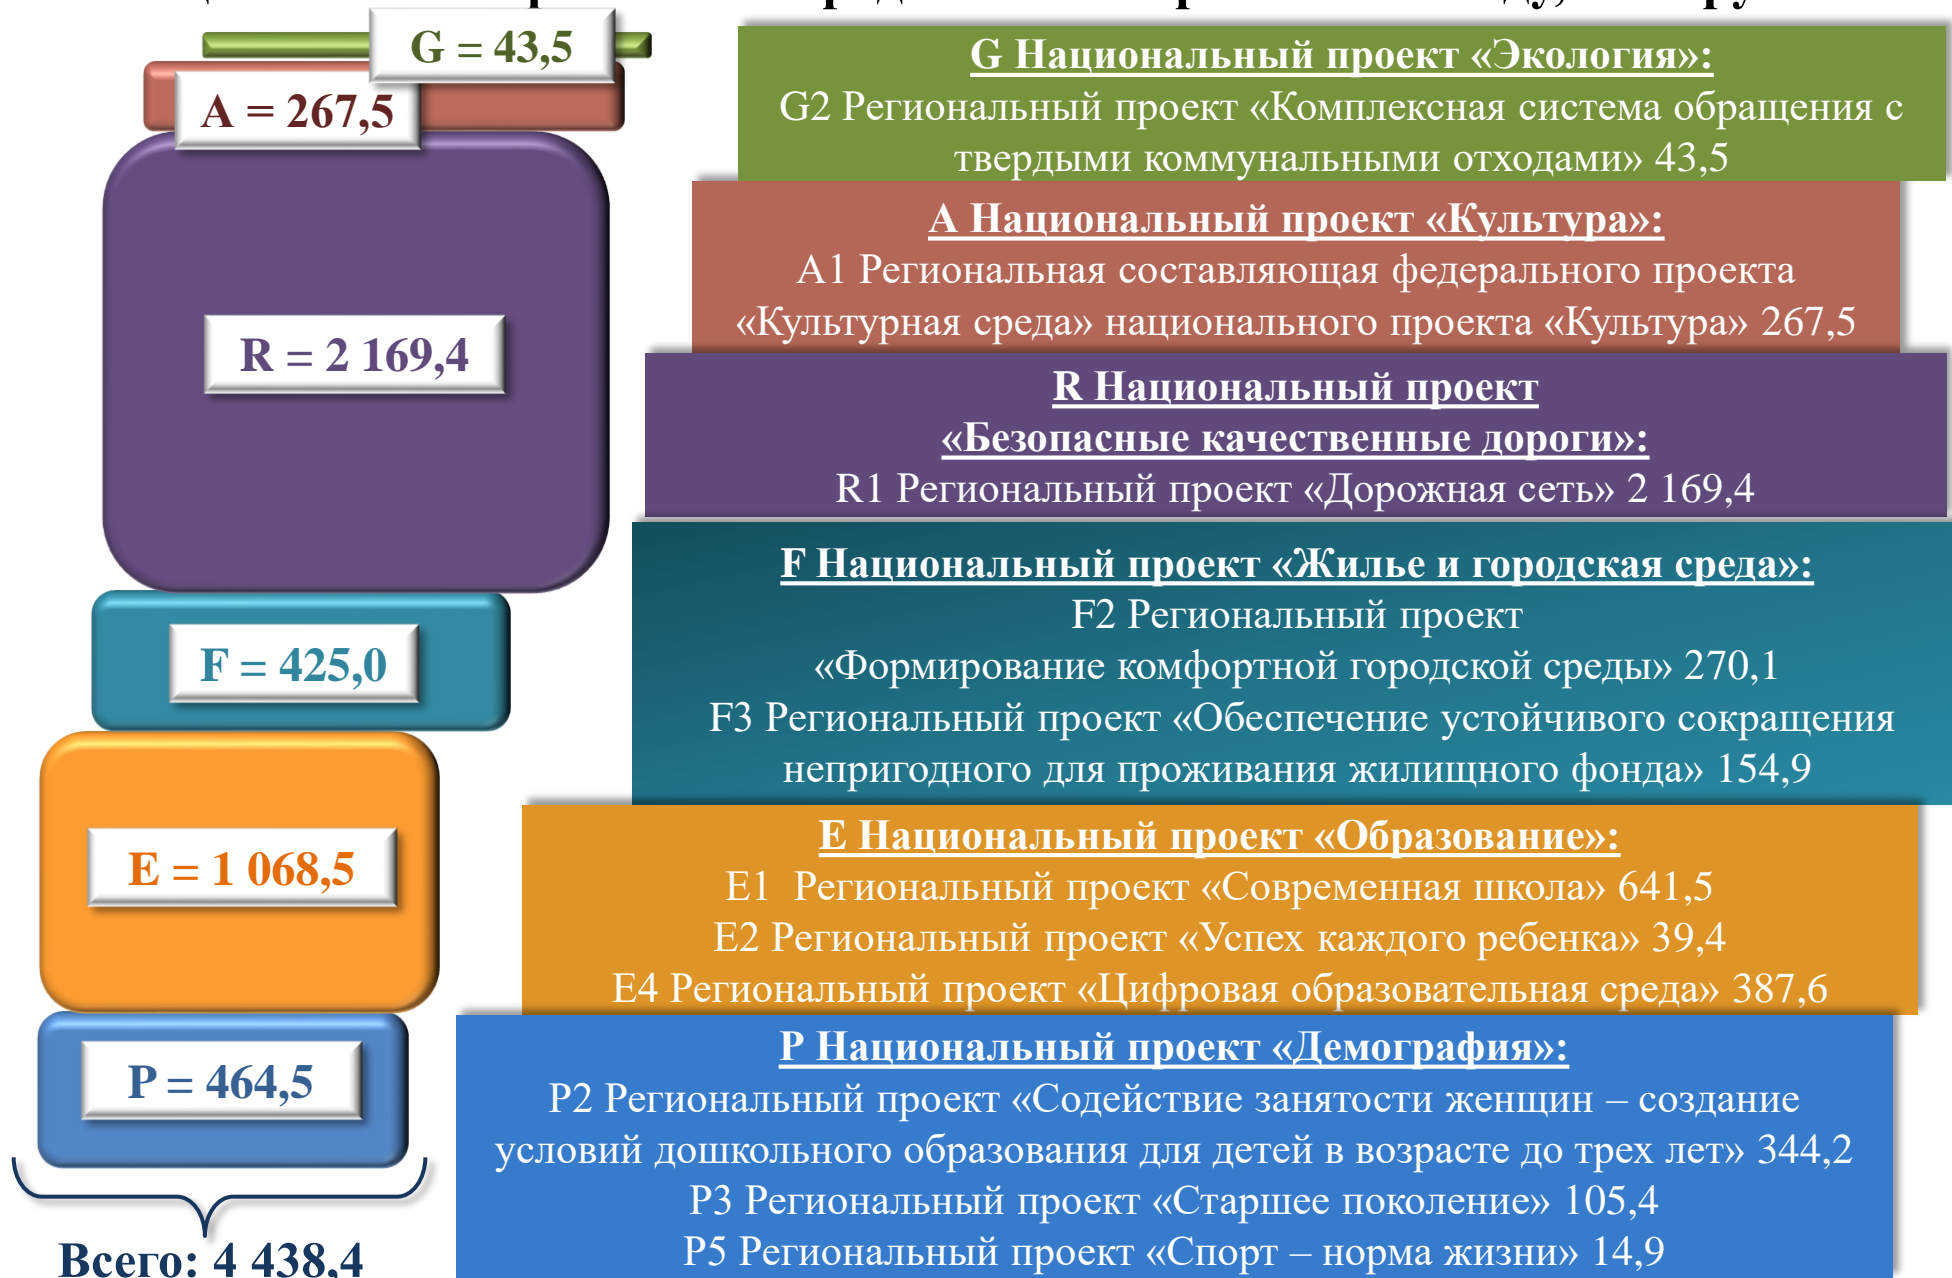 G = 43,5
A = 267,5
R = 2 169,4
F = 425,0
E = 1 068,5
P = 464,5
Всего: 4 438,4
G Национальный проект «Экология»:
G2 Региональный проект «Комплексная система обращения с
твердыми коммунальными отходами» 43,5
А Национальный проект «Культура»:
А1 Региональная составляющая федерального проекта
«Культурная среда» национального проекта «Культура» 267,5
R Национальный проект
«Безопасные качественные дороги»:
R1 Региональный проект «Дорожная сеть» 2 169,4
F Национальный проект «Жилье и городская среда»:
F2 Региональный проект
«Формирование комфортной городской среды» 270,1
F3 Региональный проект «Обеспечение устойчивого сокращения
непригодного для проживания жилищного фонда» 154,9
E Национальный проект «Образование»:
E1 Региональный проект «Современная школа» 641,5
E2 Региональный проект «Успех каждого ребенка» 39,4
E4 Региональный проект «Цифровая образовательная среда» 387,6
P Национальный проект «Демография»:
P2 Региональный проект «Содействие занятости женщин – создание
условий дошкольного образования для детей в возрасте до трех лет» 344,2
P3 Региональный проект «Старшее поколение» 105,4
P5 Региональный проект «Спорт – норма жизни» 14,9